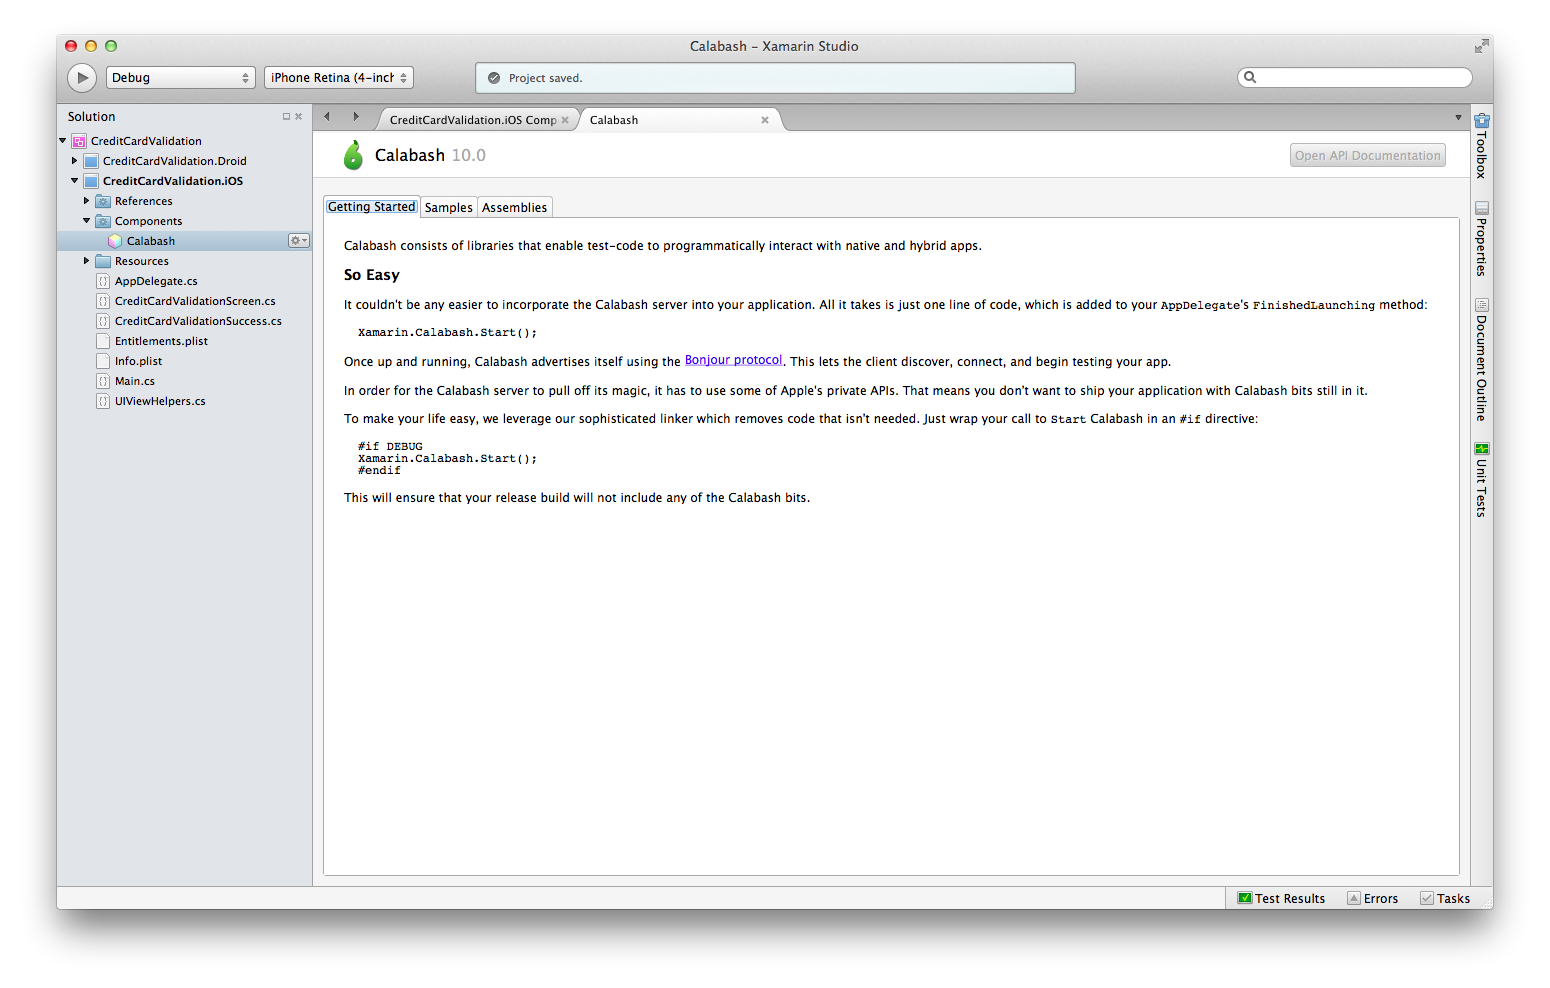 Calabash – Xamarin Studio
Debug
iPhone Retina (4-inch
Project saved.
Solution
CreditCardValidation
CreditCardValidation.Droid
CreditCardValidation.iOS
References
Components
Calabash
Resources
AppDelegate.cs
CreditCardValidationScreen.cs
CreditCardValidationSuccess.cs
Entitlements.plist
Info.plist
Main.cs
UIViewHelpers.cs
CreditCardValidation.iOS Comp
Calabash
Calabash 10.0
Open API Documentation
Getting Started
Samples
Assemblies
Calabash consists of libraries that enable test-code to programmatically interact with native and hybrid apps.
So Easy
It couldn't be any easier to incorporate the Calabash server into your application. All it takes is just one line of code, which is added to your AppDelegate's FinishedLaunching method:
Xamarin.Calabash.Start();
Once up and running, Calabash advertises itself using the Bonjour protocol. This lets the client discover, connect, and begin testing your app.
In order for the Calabash server to pull off its magic, it has to use some of Apple's private APIs. That means you don't want to ship your application with Calabash bits still in it.
To make your life easy, we leverage our sophisticated linker which removes code that isn't needed. Just wrap your call to Start Calabash in an #if directive:
#if DEBUG
Xamarin.Calabash.Start();
#endif
This will ensure that your release build will not include any of the Calabash bits.
Toolbox
Properties
Document Outline
Unit Tests
Test Results
Errors
Tasks